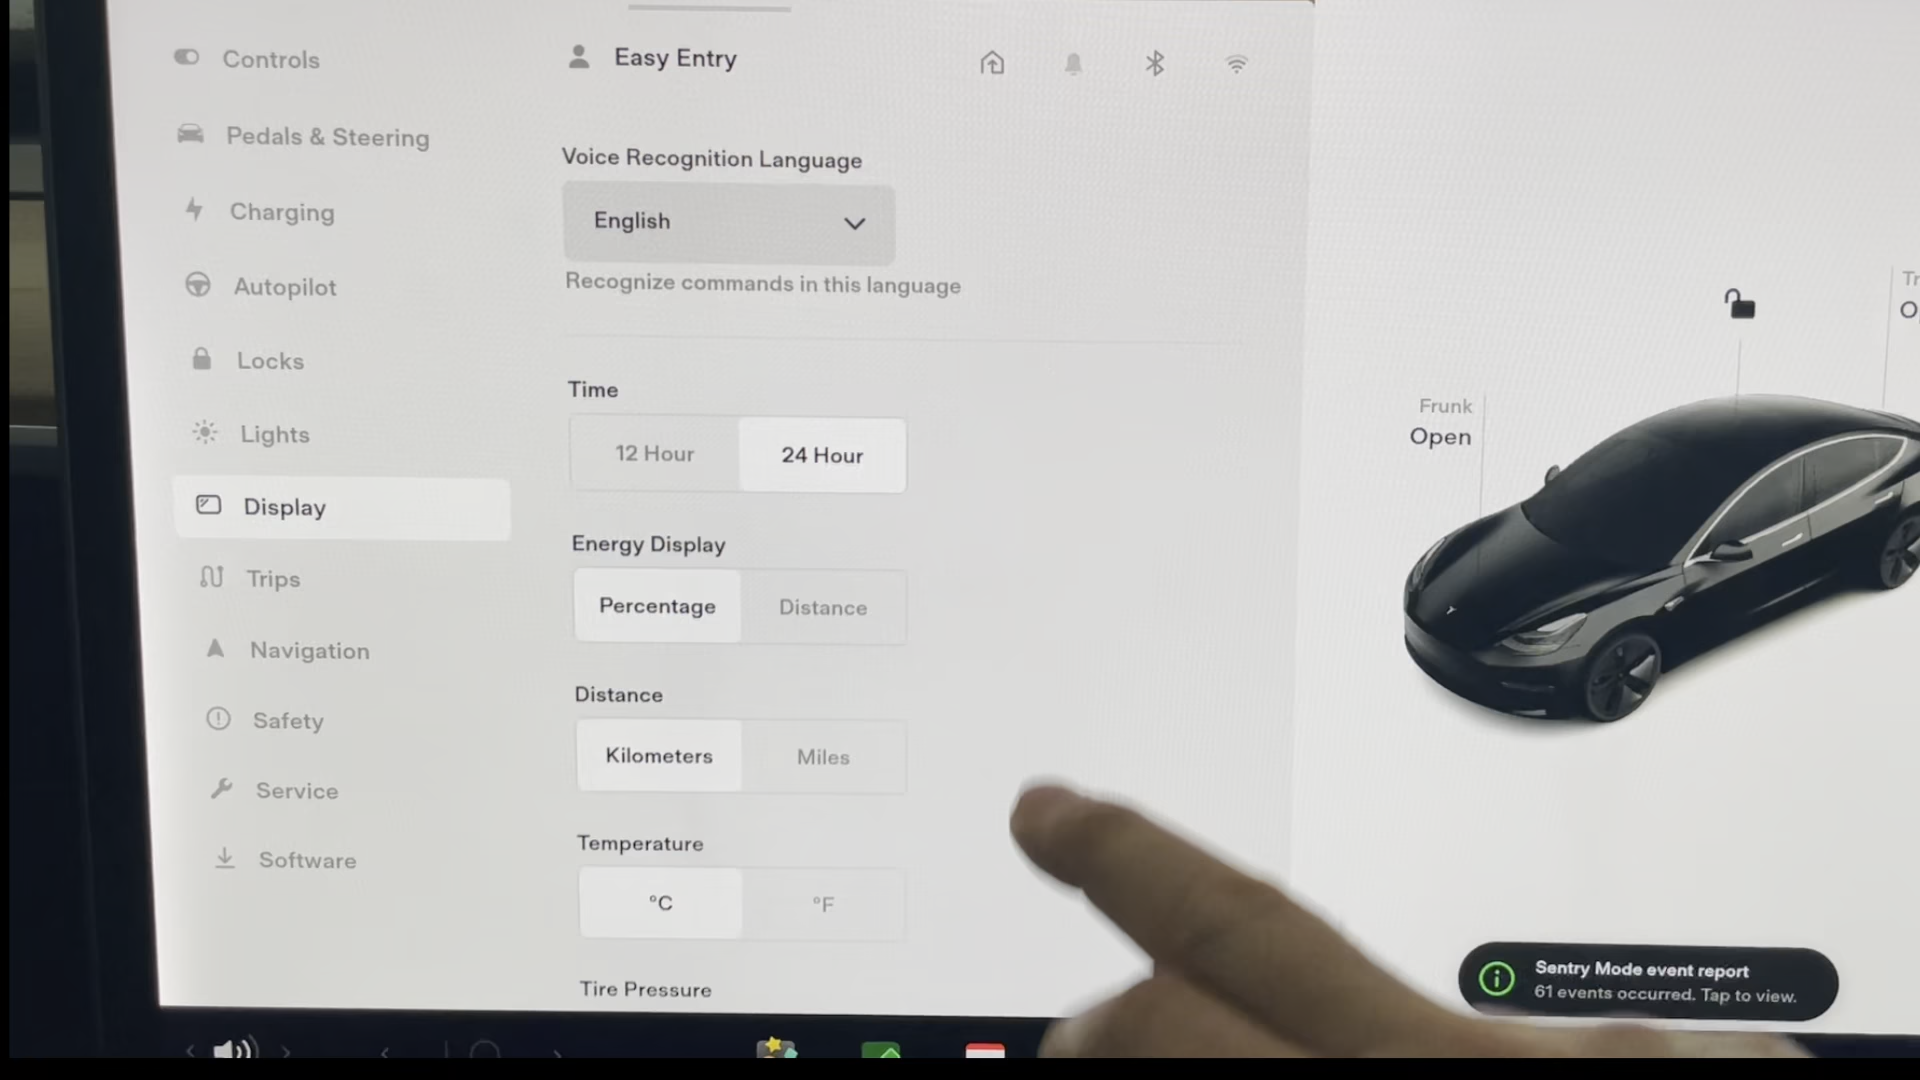 Controls
Pedals & Steering
Charging
Autopilot
Locks
Lights
Display
Trips
Navigation
Safety
Service
Software
Easy Entry
Voice Recognition Language
English
Recognize commands in this language
Time
12 Hour
24 Hour
Energy Display
Percentage
Distance
Distance
Kilometers
Miles
Temperature
°C
°F
Tire Pressure
Frunk
Open
Sentry Mode event report
61 events occurred. Tap to view.